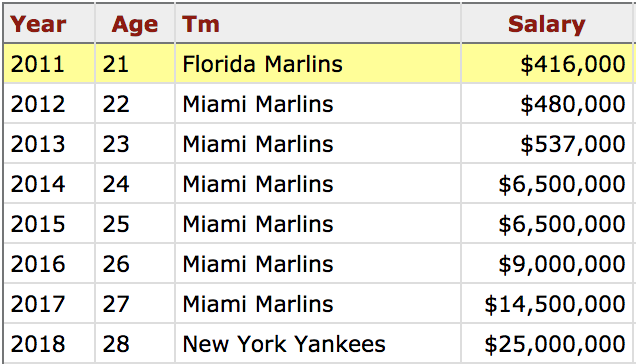 Year Age Tm Salary
2011 21 Florida Marlins $416,000
2012 22 Miami Marlins $480,000
2013 23 Miami Marlins $537,000
2014 24 Miami Marlins $6,500,000
2015 25 Miami Marlins $6,500,000
2016 26 Miami Marlins $9,000,000
2017 27 Miami Marlins $14,500,000
2018 28 New York Yankees $25,000,000